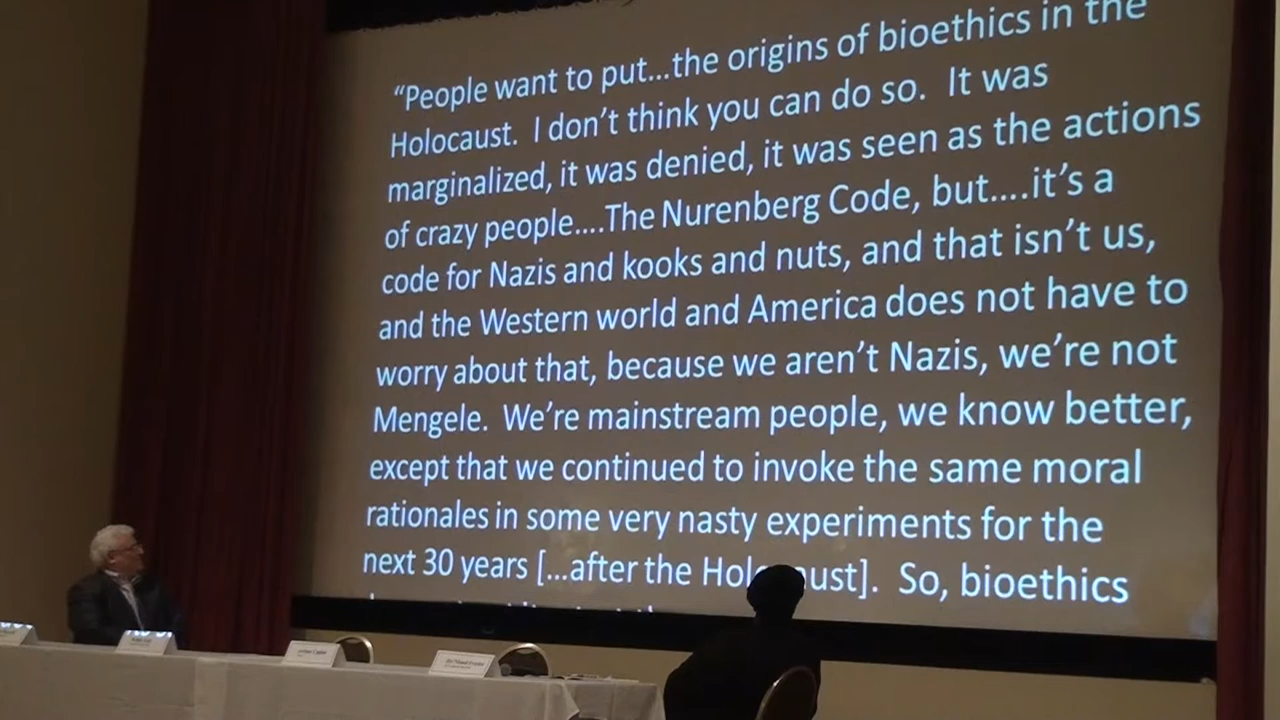 “People want to put...the origins of bioethics in the
Holocaust. I don’t think you can do so. It was
marginalized, it was denied, it was seen as the actions
of crazy people....The Nurenberg Code, but....it’s a
code for Nazis and kooks and nuts, and that isn’t us,
and the Western world and America does not have to
worry about that, because we aren’t Nazis, we’re not
Mengele. We’re mainstream people, we know better,
except that we continued to invoke the same moral
rationales in some very nasty experiments for the
next 30 years [...after the Hol ust]. So, bioethics